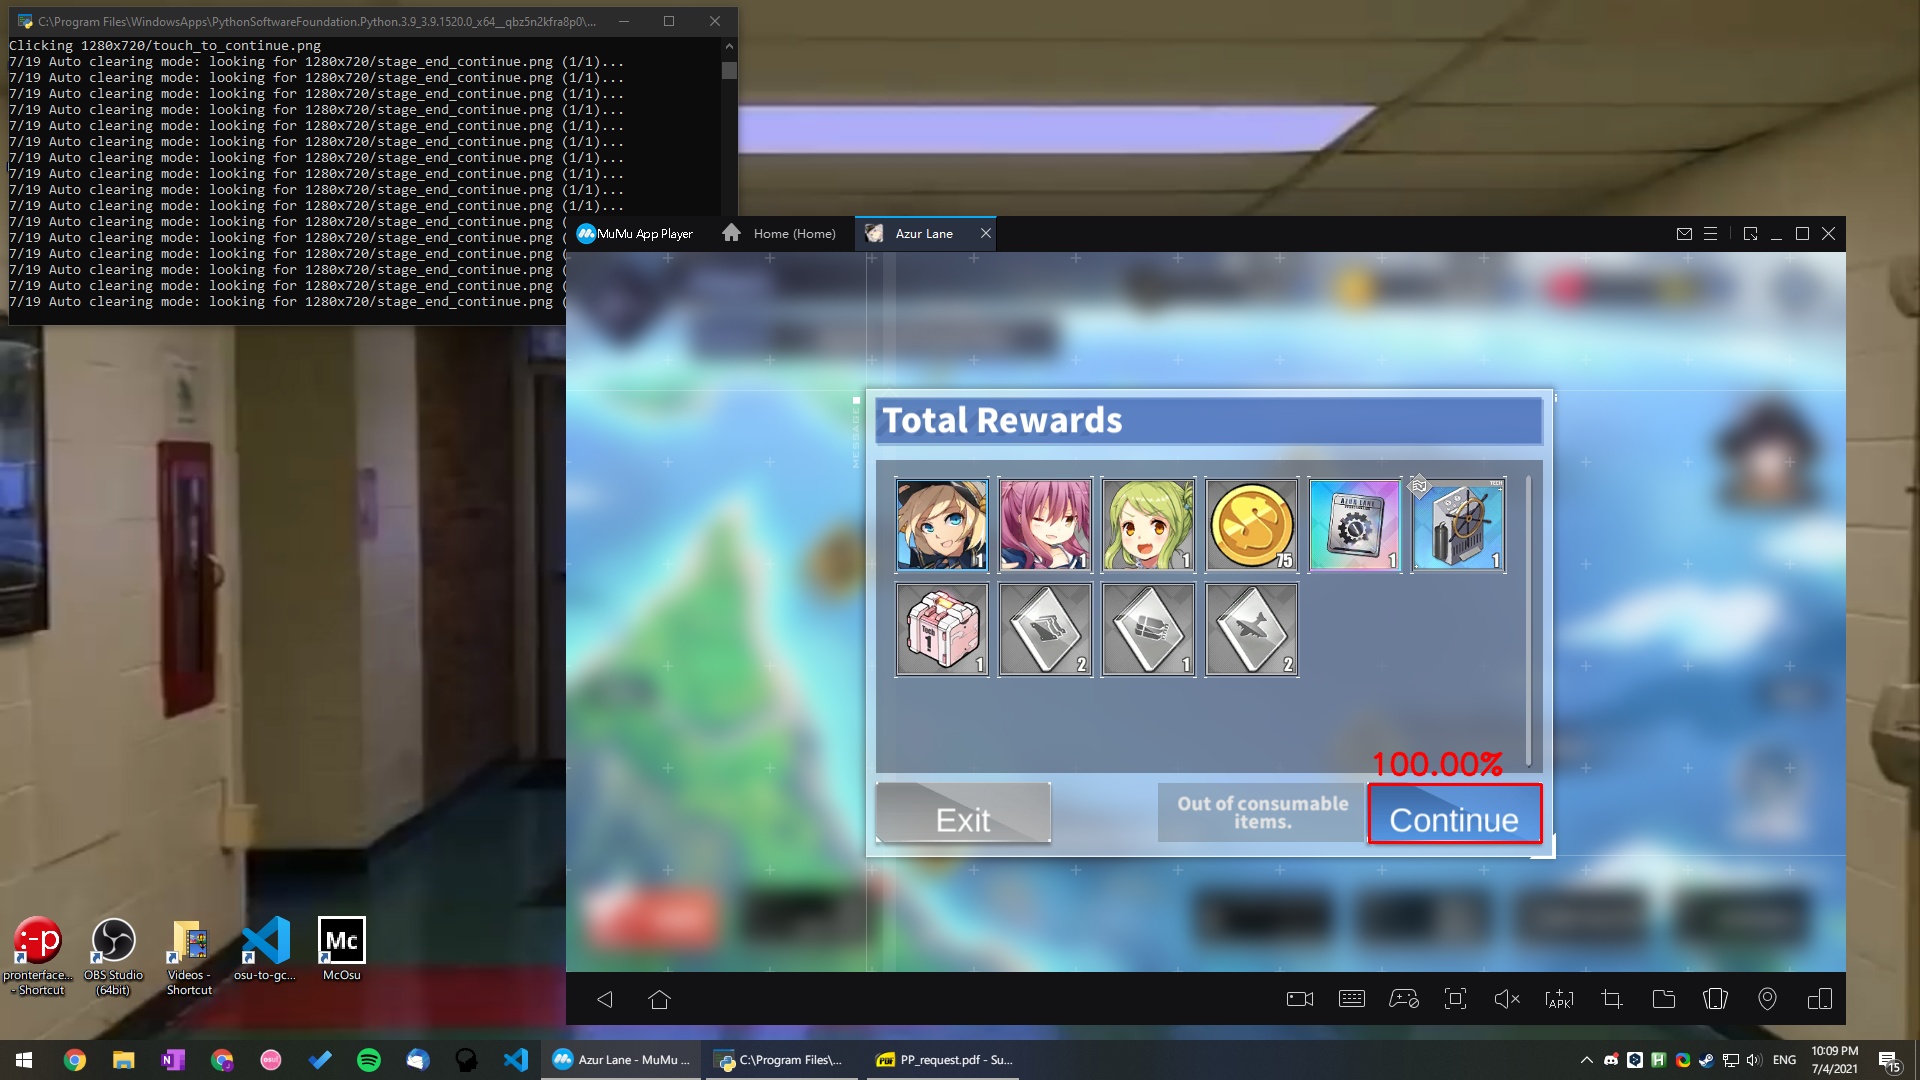 C:\Program Files\WindowsApps\PythonSoftwareFoundation.Python.3.9_3.9.1520.0_x64__qbz5n2kfra8p0\...
Clicking 1280x720/touch_to_continue.png
7/19 Auto clearing mode: looking for 1280x720/stage_end_continue.png (1/1)...
7/19 Auto clearing mode: looking for 1280x720/stage_end_continue.png (1/1)...
7/19 Auto clearing mode: looking for 1280x720/stage_end_continue.png (1/1)...
7/19 Auto clearing mode: looking for 1280x720/stage_end_continue.png (1/1)...
7/19 Auto clearing mode: looking for 1280x720/stage_end_continue.png (1/1)...
7/19 Auto clearing mode: looking for 1280x720/stage_end_continue.png (1/1)...
7/19 Auto clearing mode: looking for 1280x720/stage_end_continue.png (1/1)...
7/19 Auto clearing mode: looking for 1280x720/stage_end_continue.png (1/1)...
7/19 Auto clearing mode: looking for 1280x720/stage_end_continue.png (1/1)...
7/19 Auto clearing mode: looking for 1280x720/stage_end_continue.png (1/1)...
7/19 Auto clearing mode: looking for 1280x720/stage_end_continue.png (
7/19 Auto clearing mode: looking for 1280x720/stage_end_continue.png (
7/19 Auto clearing mode: looking for 1280x720/stage_end_continue.png (
7/19 Auto clearing mode: looking for 1280x720/stage_end_continue.png (
7/19 Auto clearing mode: looking for 1280x720/stage_end_continue.png (
7/19 Auto clearing mode: looking for 1280x720/stage_end_continue.png (
MuMu App Player
Home (Home)
Azur Lane
MESSAGE
Total Rewards
1
1
1
75
AZUR LANE
1
TECH
1
Tech
1
1
2
1
2
100.00%
Exit
Out of consumable
items.
Continue
APK
:-p
Mc
pronterface...
- Shortcut
OBS Studio
(64bit)
Videos -
Shortcut
osu-to-gc...
McOsu
osu!
Azur Lane - MuMu ...
C:\Program Files\...
PDF
PP_request.pdf - Su...
ENG
10:09 PM
7/4/2021
15